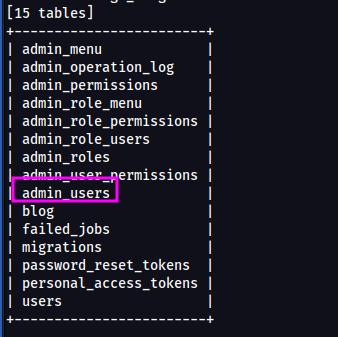 [15 tables]
+------------------------+
| admin_menu |
| admin_operation_log |
| admin_permissions |
| admin_role_menu |
| admin_role_permissions |
| admin_role_users |
| admin_roles |
| admin_user_permissions |
| admin_users |
| blog |
| failed_jobs |
| migrations |
| password_reset_tokens |
| personal_access_tokens |
| users |
+------------------------+